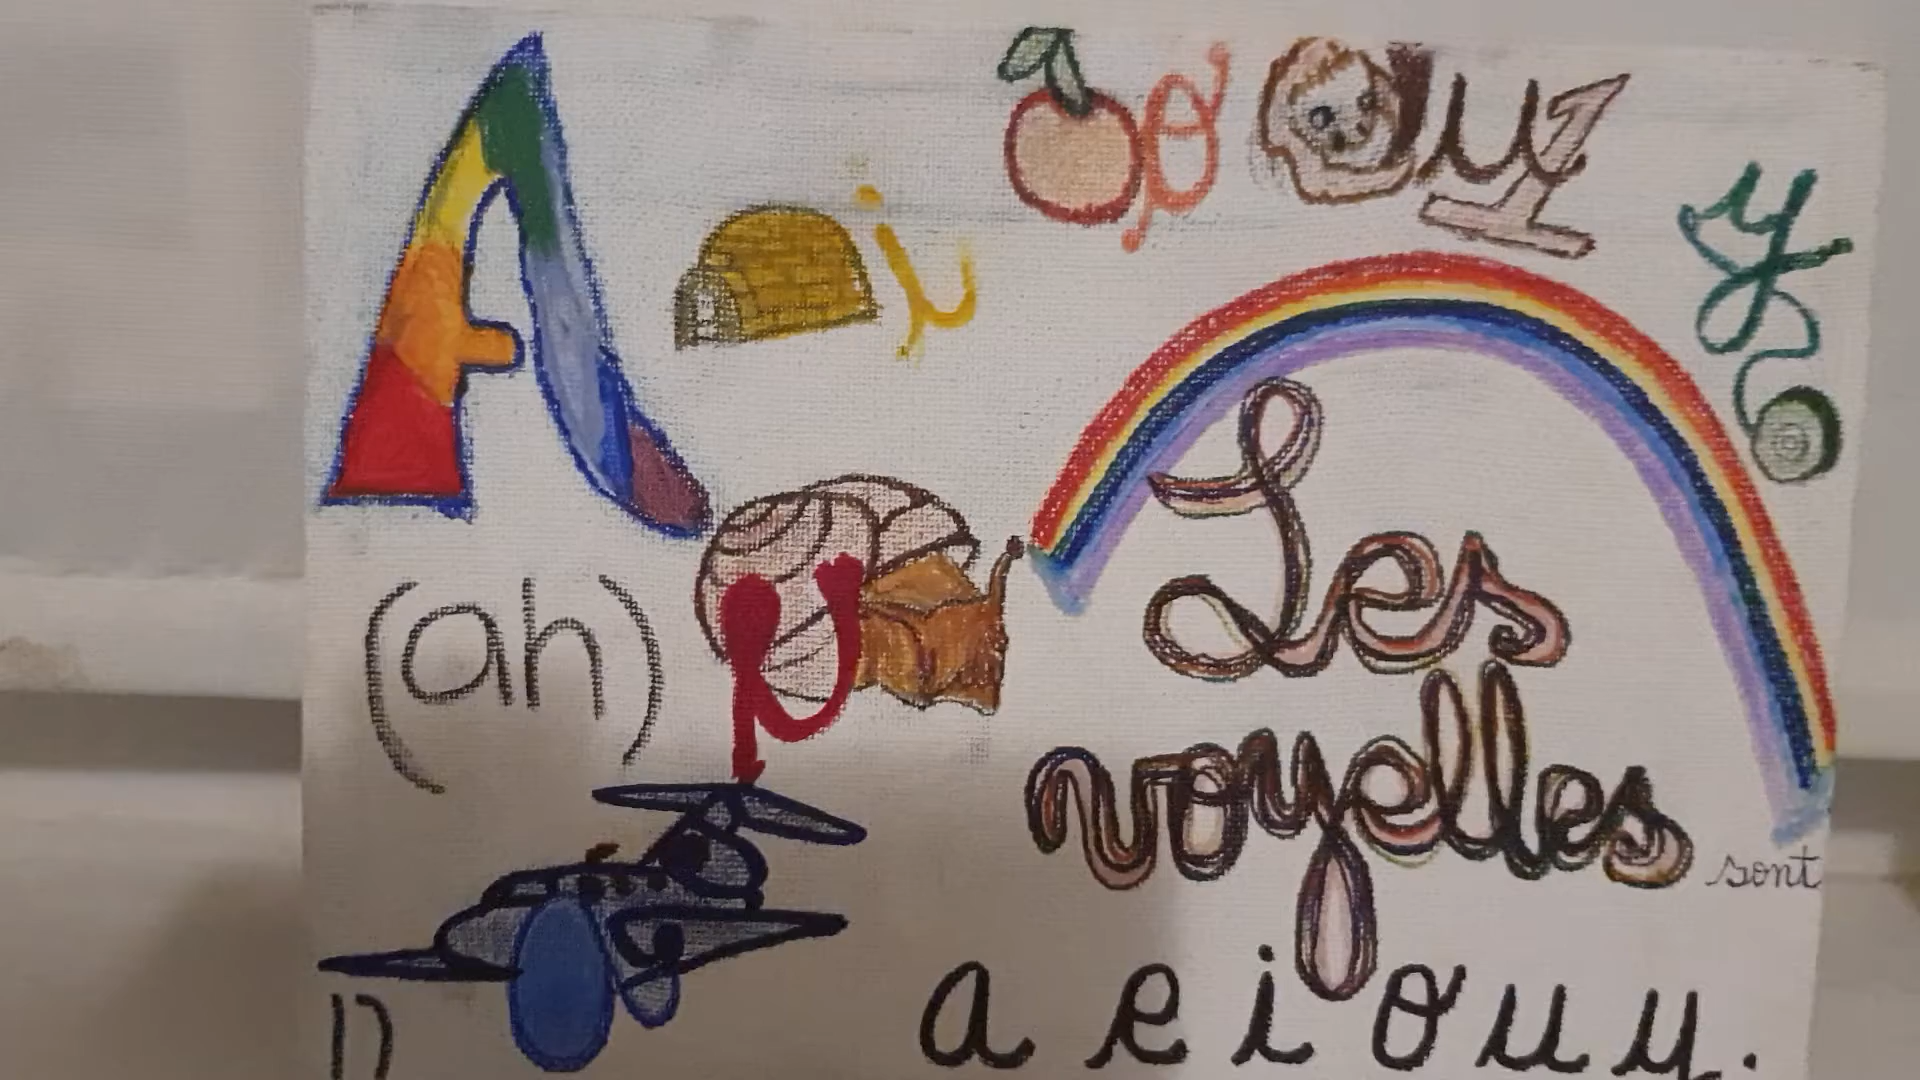 A
i
o
u
y
(ah)
u
Les
voyelles sont
a e i o u y.